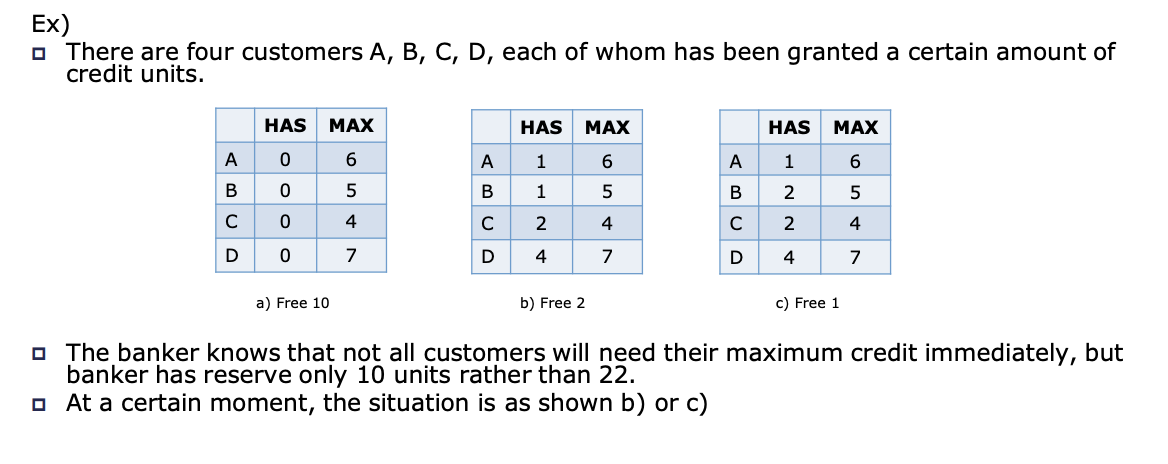 Ex)
There are four customers A, B, C, D, each of whom has been granted a certain amount of
credit units.
HAS MAX
A 0 6
B 0 5
C 0 4
D 0 7
a) Free 10
HAS MAX
A 1 6
B 1 5
C 2 4
D 4 7
b) Free 2
HAS MAX
A 1 6
B 2 5
C 2 4
D 4 7
c) Free 1
The banker knows that not all customers will need their maximum credit immediately, but
banker has reserve only 10 units rather than 22.
At a certain moment, the situation is as shown b) or c)